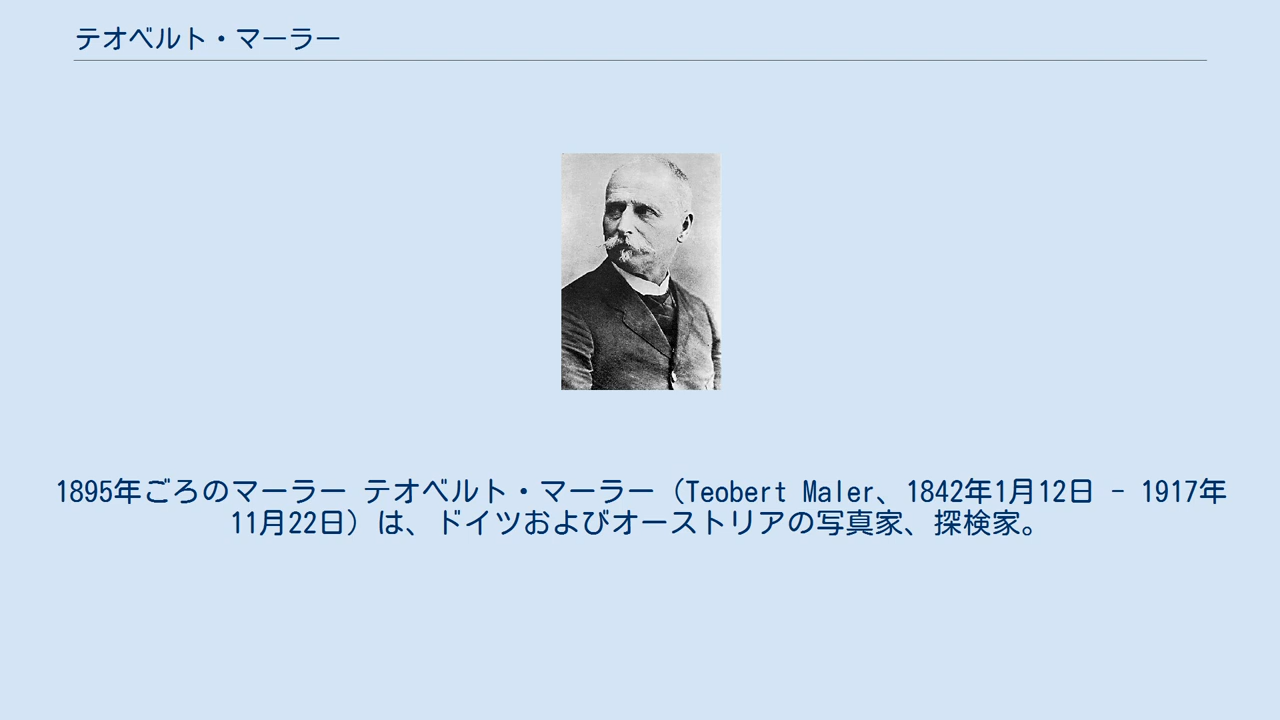 テオベルト・マーラー
1895年ごろのマーラー テオベルト・マーラー（Teobert Maler、1842年1月12日 - 1917年
11月22日）は、ドイツおよびオーストリアの写真家、探検家。